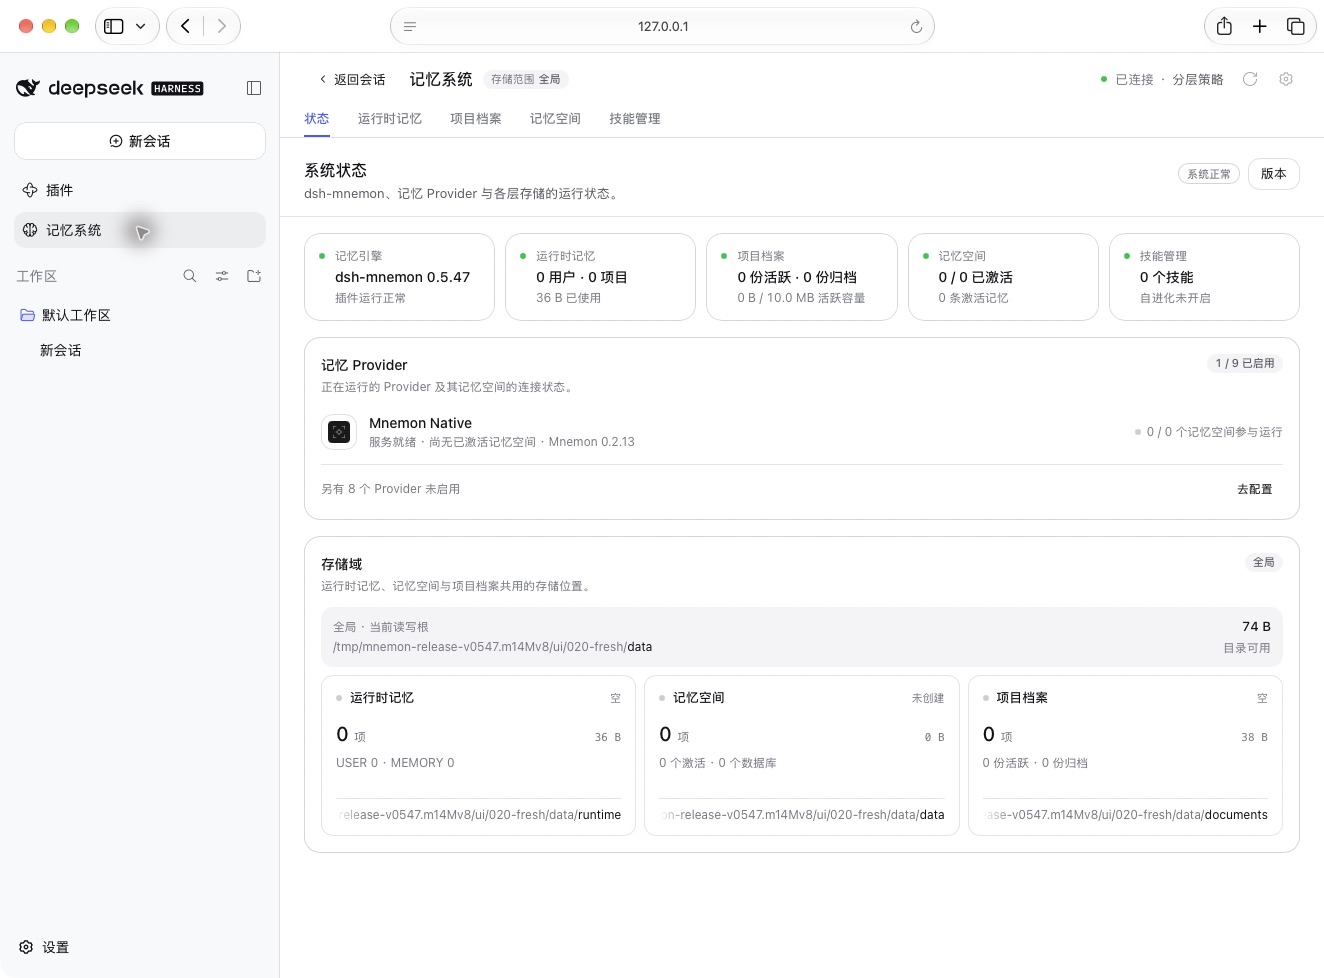 127.0.0.1
deepseek HARNESS
新会话
插件
记忆系统
工作区
默认工作区
新会话
设置
返回会话
记忆系统
存储范围 全局
已连接 · 分层策略
状态
运行时记忆
项目档案
记忆空间
技能管理
系统状态
dsh-mnemon、记忆 Provider 与各层存储的运行状态。
系统正常
版本
记忆引擎
dsh-mnemon 0.5.47
插件运行正常
运行时记忆
0 用户 · 0 项目
36 B 已使用
项目档案
0 份活跃 · 0 份归档
0 B / 10.0 MB 活跃容量
记忆空间
0 / 0 已激活
0 条激活记忆
技能管理
0 个技能
自进化未开启
记忆 Provider
1 / 9 已启用
正在运行的 Provider 及其记忆空间的连接状态。
Mnemon Native
服务就绪 · 尚无已激活记忆空间 · Mnemon 0.2.13
0 / 0 个记忆空间参与运行
另有 8 个 Provider 未启用
去配置
存储域
全局
运行时记忆、记忆空间与项目档案共用的存储位置。
全局 · 当前读写根
74 B
/tmp/mnemon-release-v0547.m14Mv8/ui/020-fresh/data
目录可用
运行时记忆
空
0 项
36 B
USER 0 · MEMORY 0
release-v0547.m14Mv8/ui/020-fresh/data/runtime
记忆空间
未创建
0 项
0 B
0 个激活 · 0 个数据库
on-release-v0547.m14Mv8/ui/020-fresh/data/data
项目档案
空
0 项
38 B
0 份活跃 · 0 份归档
ase-v0547.m14Mv8/ui/020-fresh/data/documents